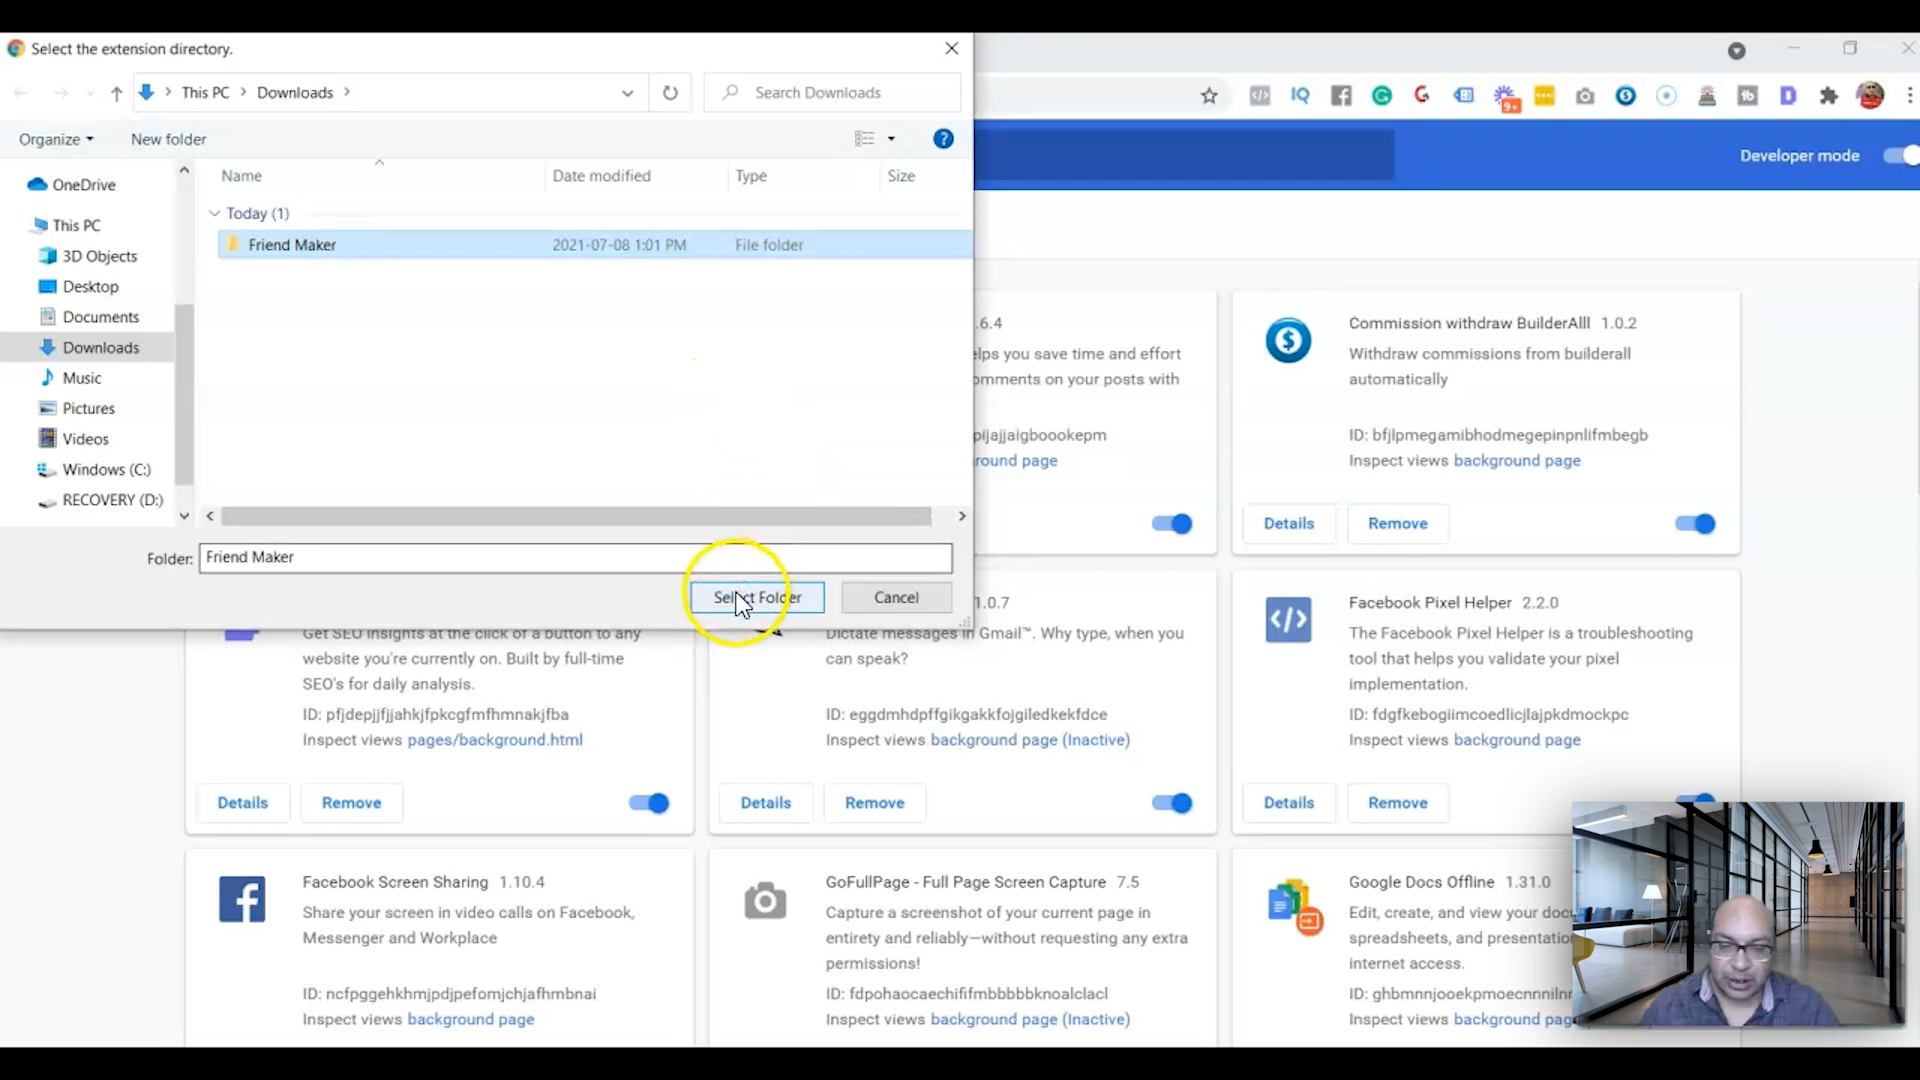 Select the extension directory.
This PC
Downloads
Search Downloads
Organize
New folder
OneDrive
This PC
3D Objects
Desktop
Documents
Downloads
Music
Pictures
Videos
Windows (C:)
RECOVERY (D:)
Name
Date modified
Type
Size
Today (1)
Friend Maker
2021-07-08 1:01 PM
File folder
Folder:
Friend Maker
Select Folder
Cancel
IQ
9+
Developer mode
.6.4
elps you save time and effort
omments on your posts with
pijajjaigboookepm
round page
Commission withdraw BuilderAlll 1.0.2
Withdraw commissions from builderall
automatically
ID: bfjlpmegamibhodmegepinpnlifmbegb
Inspect views background page
Details
Remove
Get SEO insights at the click of a button to any
website you're currently on. Built by full-time
SEO's for daily analysis.
ID: pfjdepjjfjjahkjfpkcgfmfhmnakjfba
Inspect views pages/background.html
Details
Remove
1.0.7
Dictate messages in Gmail™. Why type, when you
can speak?
ID: eggdmhdpffgikgakkfojgiledkekfdce
Inspect views background page (Inactive)
Details
Remove
Facebook Pixel Helper 2.2.0
The Facebook Pixel Helper is a troubleshooting
tool that helps you validate your pixel
implementation.
ID: fdgfkebogiimcoedlicjlajpkdmockpc
Inspect views background page
Details
Remove
Facebook Screen Sharing 1.10.4
Share your screen in video calls on Facebook,
Messenger and Workplace
ID: ncfpggehkhmjpdjpefomjchjafhmbnai
Inspect views background page
GoFullPage - Full Page Screen Capture 7.5
Capture a screenshot of your current page in
entirety and reliably—without requesting any extra
permissions!
ID: fdpohaocaechififmbbbbbknoalclacl
Inspect views background page (Inactive)
Google Docs Offline 1.31.0
Edit, create, and view your docu
spreadsheets, and presentatio
internet access.
ID: ghbmnnjooekpmoecnnnilnn
Inspect views background pag